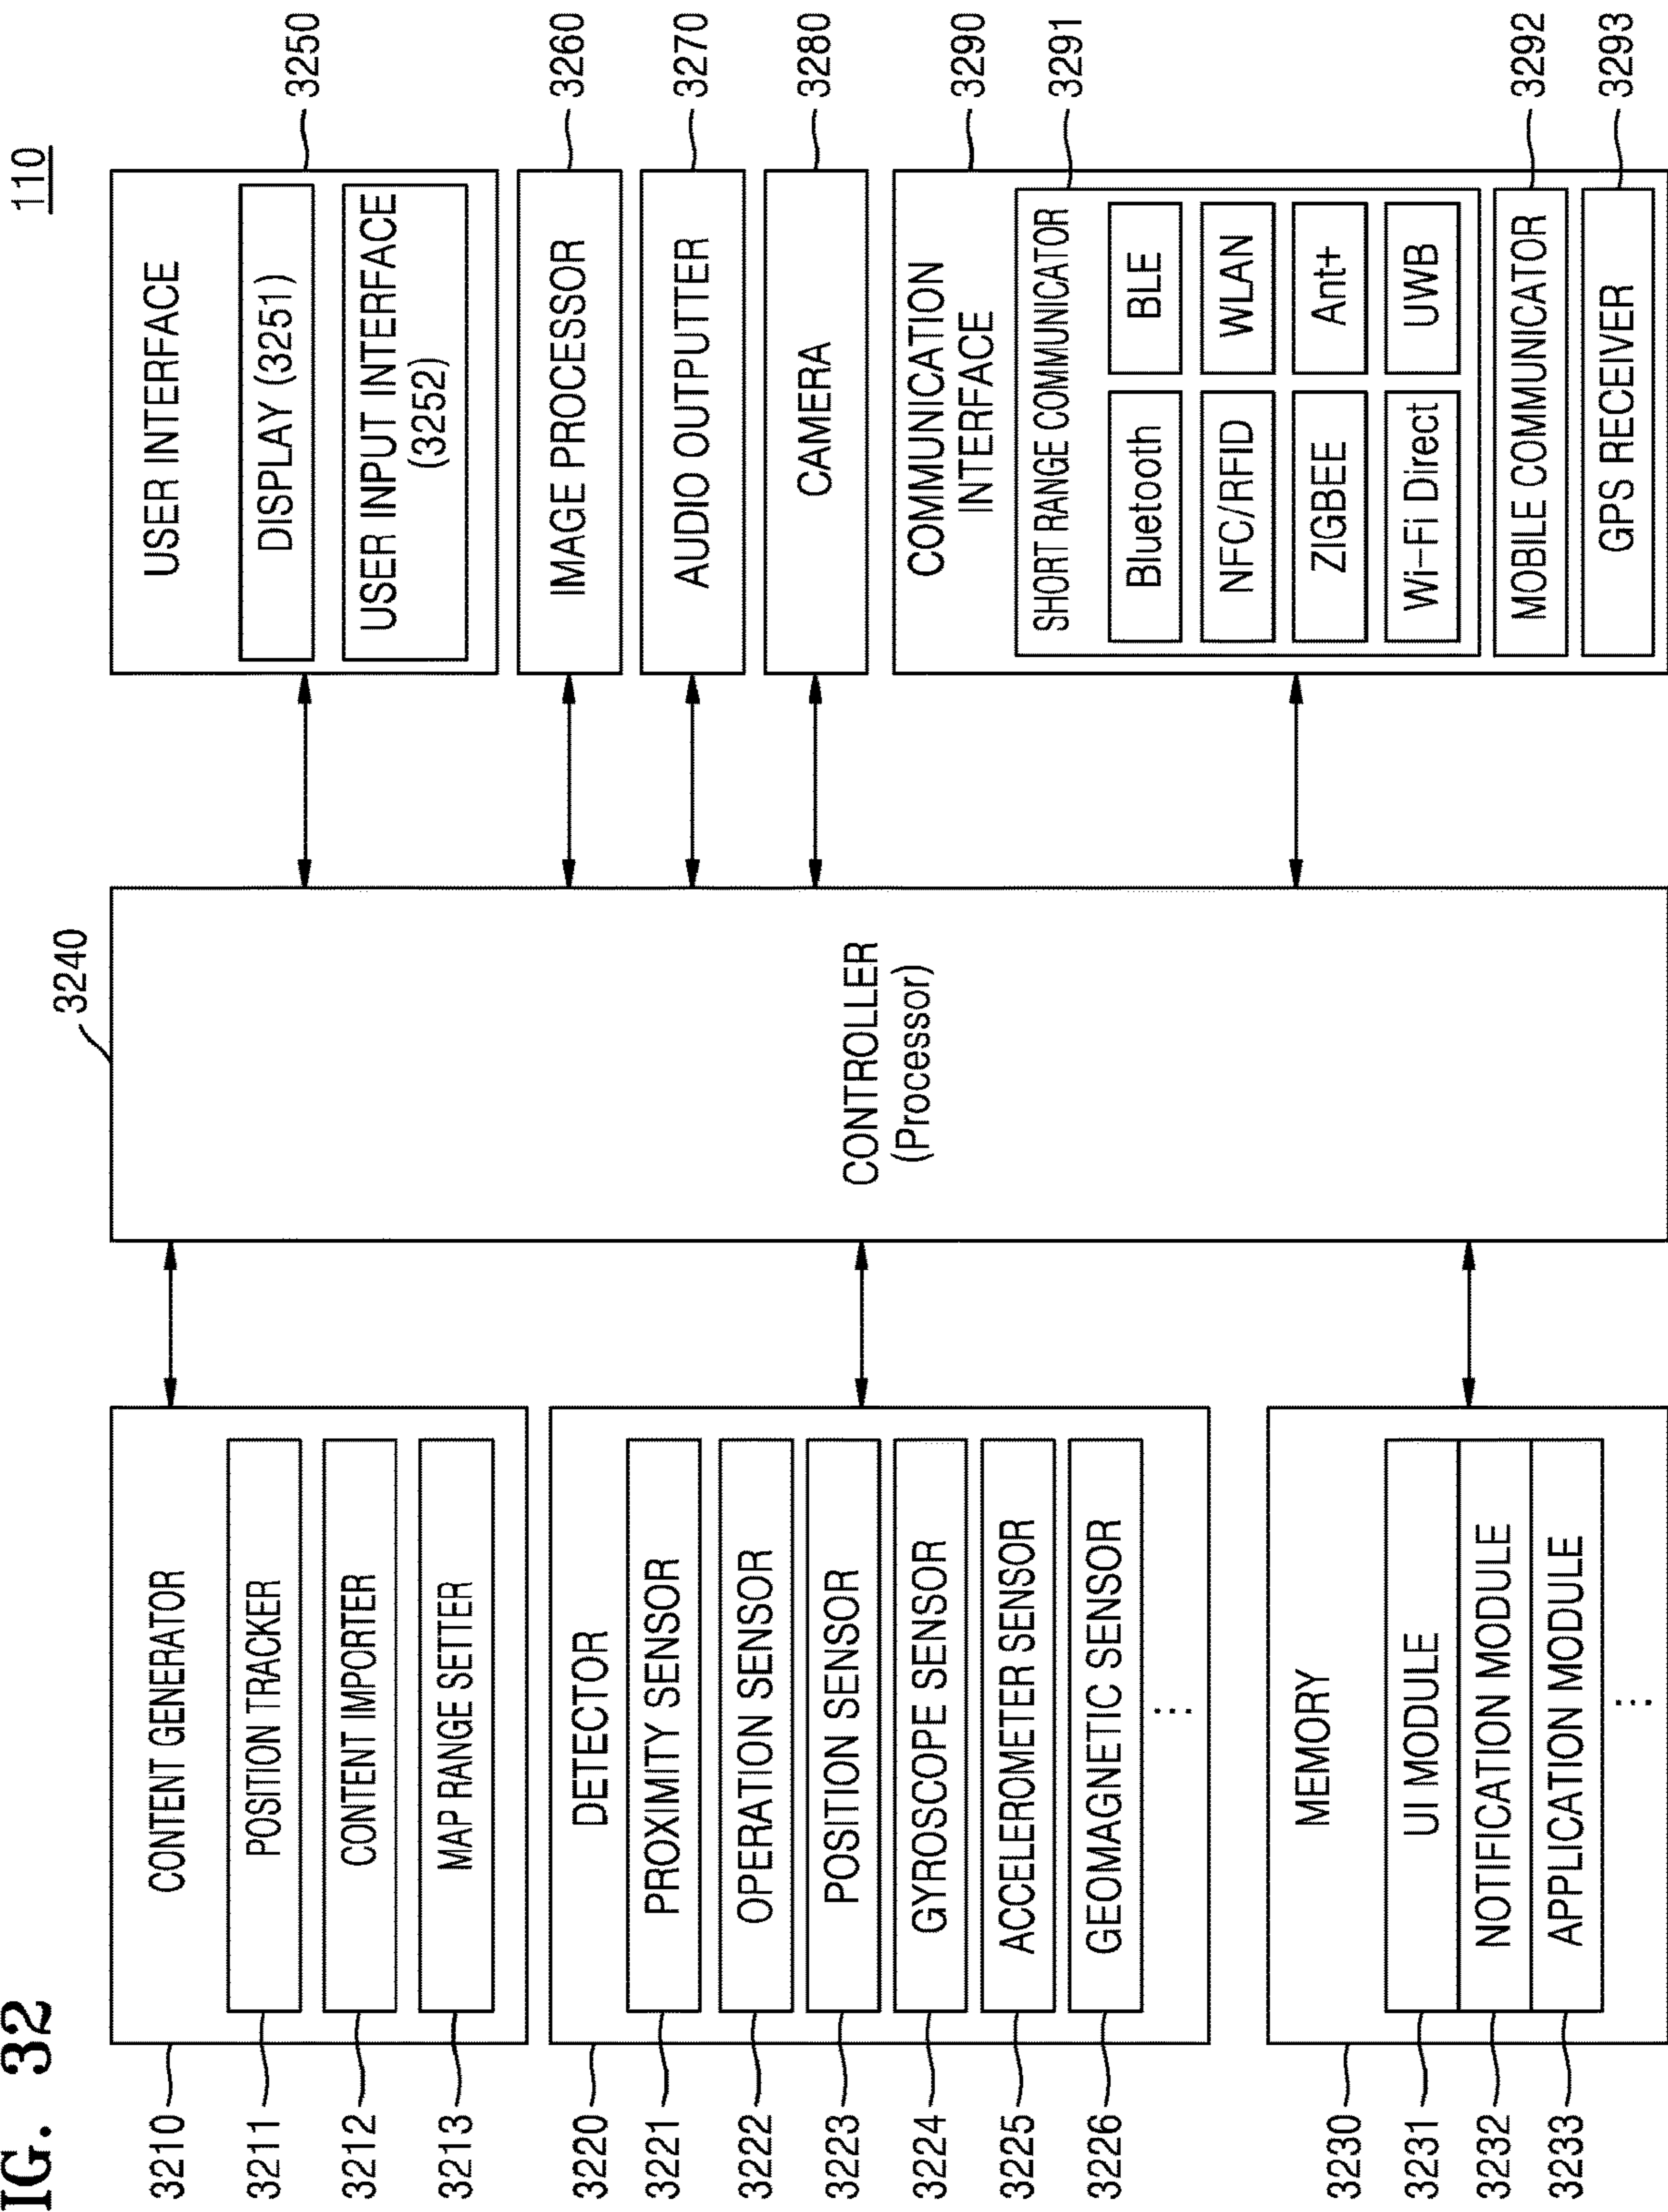 IG. 32
110
3210
CONTENT GENERATOR
3211
POSITION TRACKER
3212
CONTENT IMPORTER
3213
MAP RANGE SETTER
3220
DETECTOR
3221
PROXIMITY SENSOR
3222
OPERATION SENSOR
3223
POSITION SENSOR
3224
GYROSCOPE SENSOR
3225
ACCELEROMETER SENSOR
3226
GEOMAGNETIC SENSOR
⋮
3230
MEMORY
3231
UI MODULE
3232
NOTIFICATION MODULE
3233
APPLICATION MODULE
⋮
3240
CONTROLLER
(Processor)
USER INTERFACE
3250
DISPLAY (3251)
USER INPUT INTERFACE
(3252)
IMAGE PROCESSOR
3260
AUDIO OUTPUTTER
3270
CAMERA
3280
COMMUNICATION
INTERFACE
3290
SHORT RANGE COMMUNICATOR
3291
Bluetooth
BLE
NFC/RFID
WLAN
ZIGBEE
Ant+
Wi-Fi Direct
UWB
MOBILE COMMUNICATOR
3292
GPS RECEIVER
3293